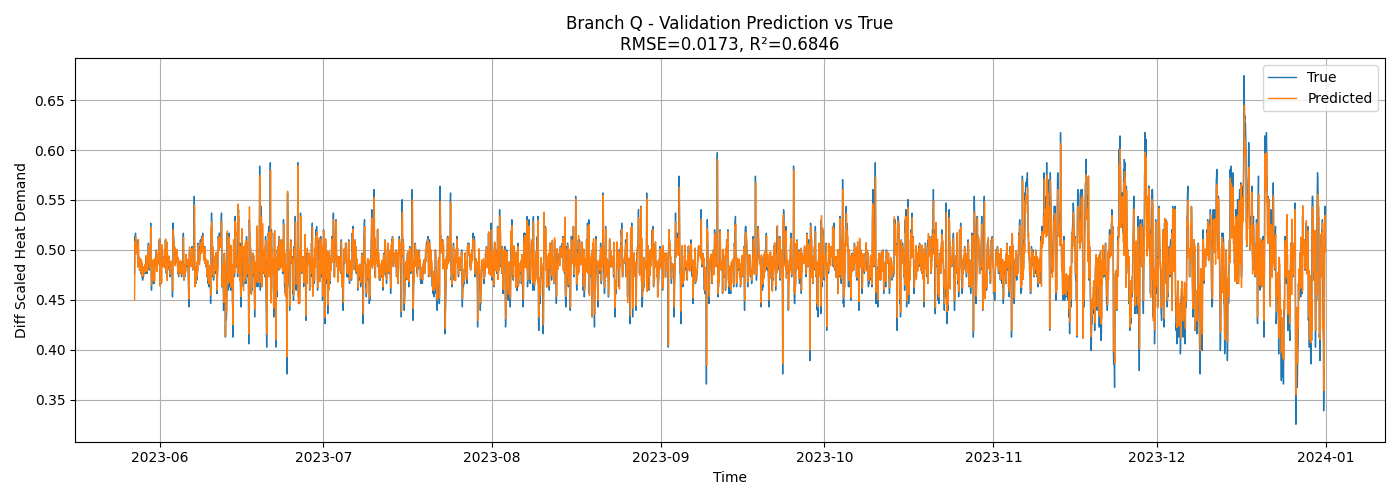 Branch Q - Validation Prediction vs True
RMSE=0.0173, R²=0.6846
True
Predicted
Diff Scaled Heat Demand
0.65
0.60
0.55
0.50
0.45
0.40
0.35
2023-06
2023-07
2023-08
2023-09
2023-10
2023-11
2023-12
2024-01
Time